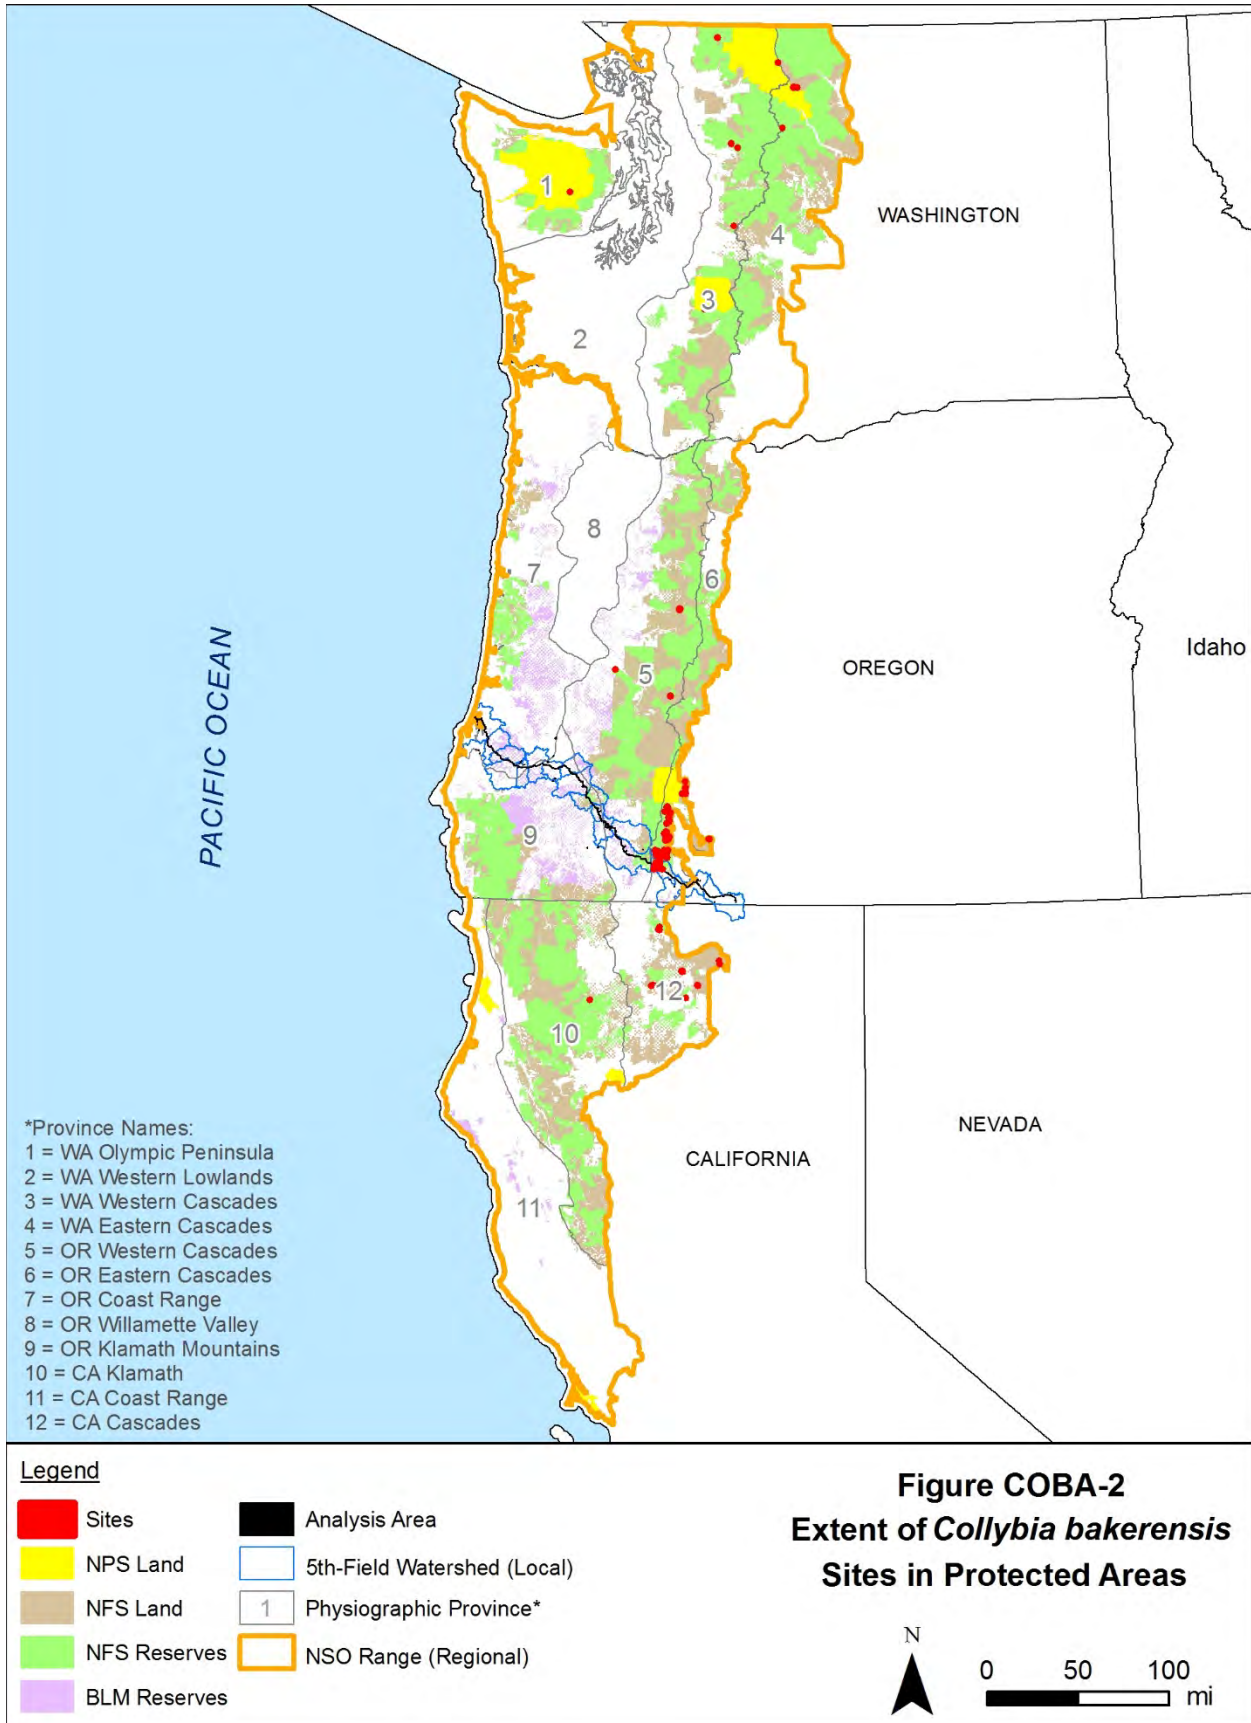 1
WASHINGTON
4
3
2
8
7
6
Idaho
OREGON
5
PACIFIC OCEAN
9
12
10
NEVADA
CALIFORNIA
11
*Province Names:
1 = WA Olympic Peninsula
2 = WA Western Lowlands
3 = WA Western Cascades
4 = WA Eastern Cascades
5 = OR Western Cascades
6 = OR Eastern Cascades
7 = OR Coast Range
8 = OR Willamette Valley
9 = OR Klamath Mountains
10 = CA Klamath
11 = CA Coast Range
12 = CA Cascades
Legend
Sites
NPS Land
NFS Land
NFS Reserves
BLM Reserves
Analysis Area
5th-Field Watershed (Local)
1 Physiographic Province*
NSO Range (Regional)
Figure COBA-2
Extent of Collybia bakerensis
Sites in Protected Areas
N
0 50 100
mi